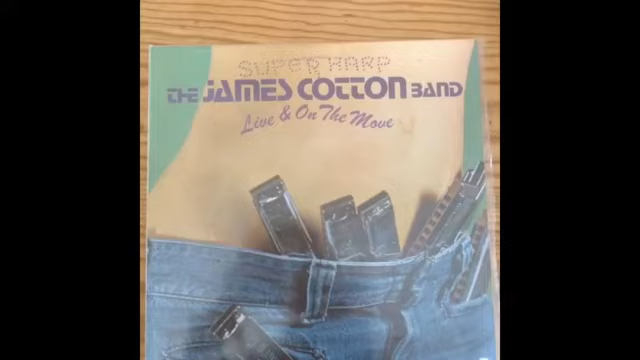 SUPER HARP
THE JAMES COTTON BAND
Live & On The Move